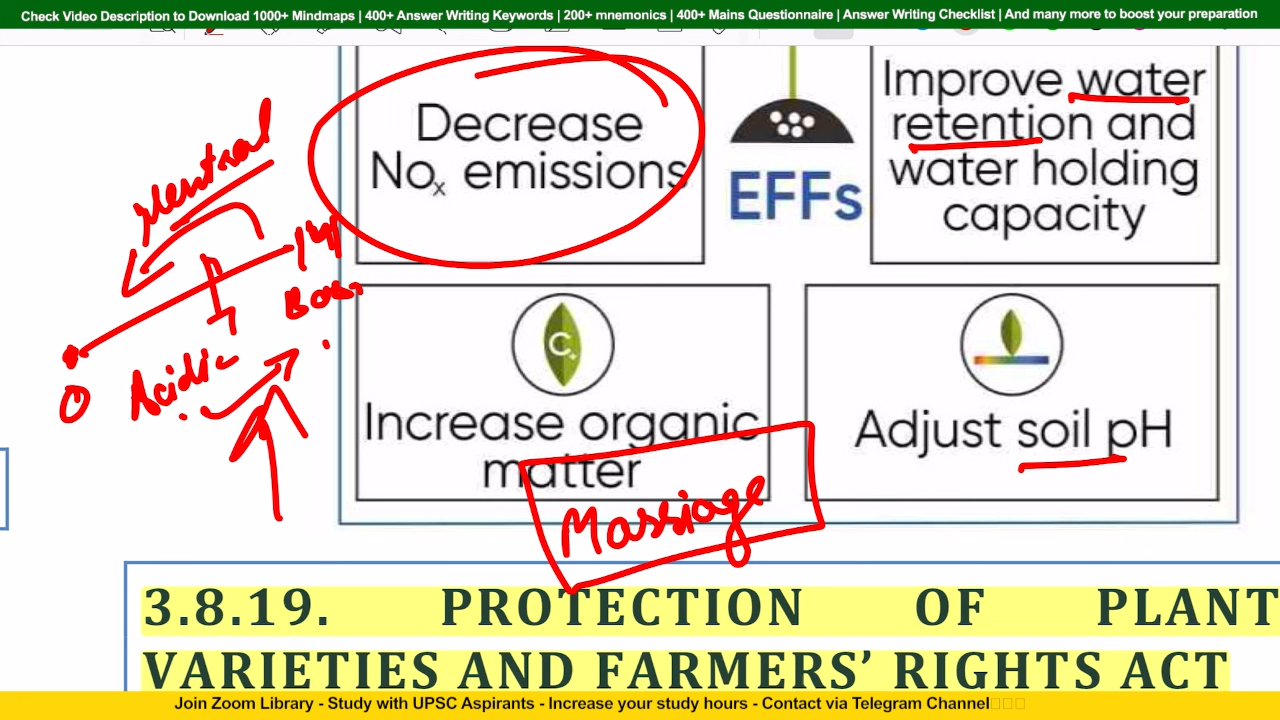 Check Video Description to Download 1000+ Mindmaps | 400+ Answer Writing Keywords | 200+ mnemonics | 400+ Mains Questionnaire | Answer Writing Checklist | And many more to boost your preparation
Decrease
Noₓ emissions
EFFs
Improve water
retention and
water holding
capacity
Neutral
14
Basi
7
0
Acidic
C+
Increase organic
matter
Adjust soil pH
Massiage
3.8.19. PROTECTION OF PLANT
VARIETIES AND FARMERS’ RIGHTS ACT
Join Zoom Library - Study with UPSC Aspirants - Increase your study hours - Contact via Telegram Channel